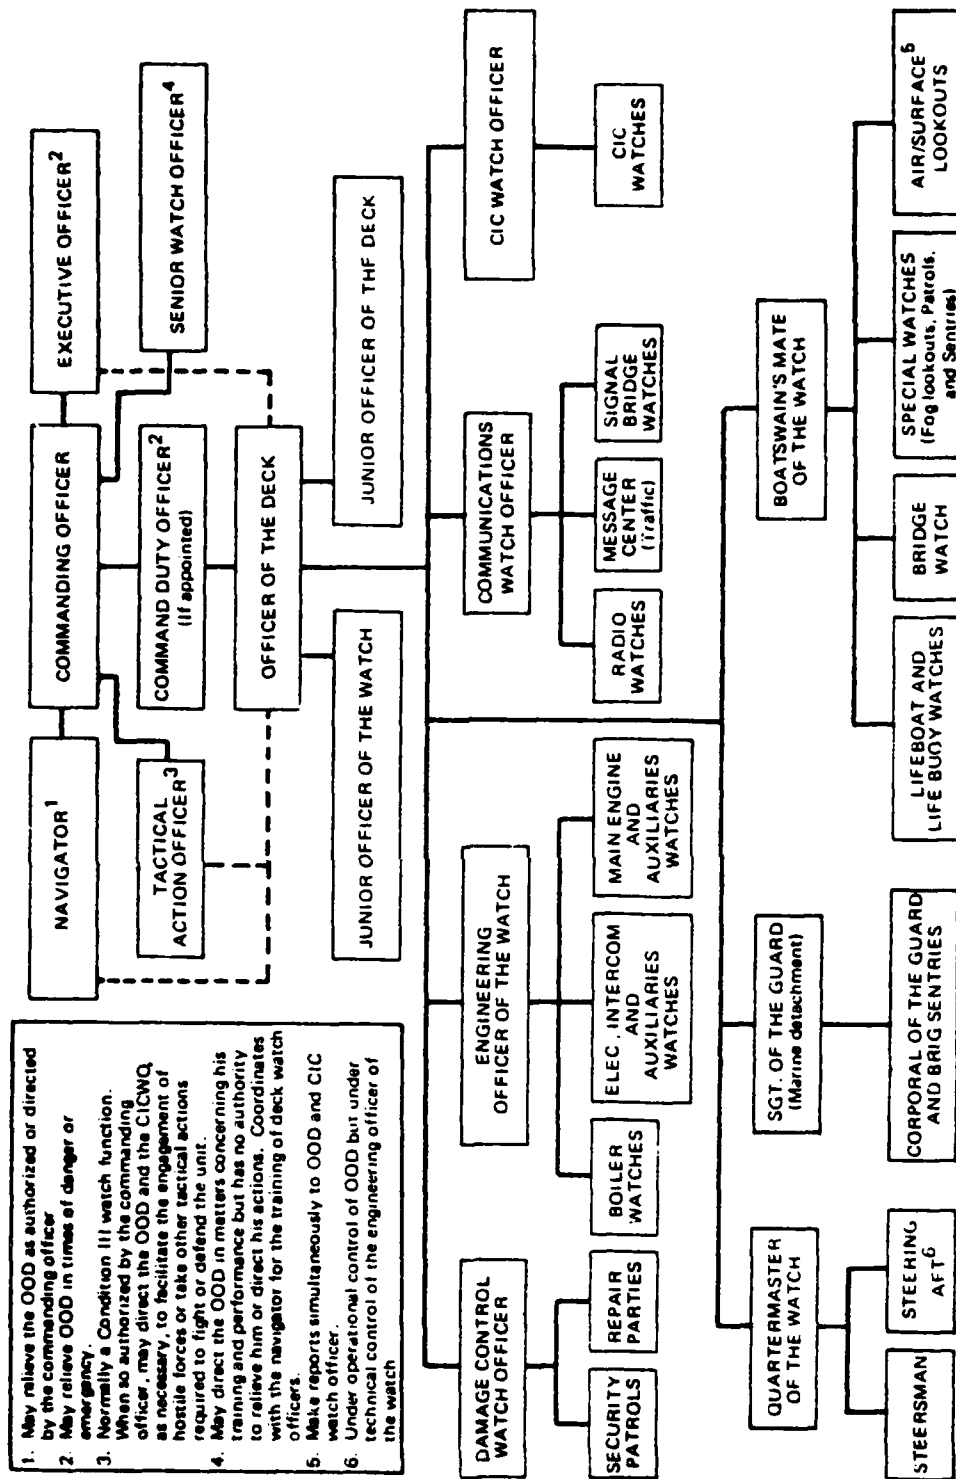 1. May relieve the OOD as authorized or directed
by the commanding officer
2. May relieve OOD in times of danger or
emergency.
3. Normally a Condition III watch function.
When so authorized by the commanding
officer, may direct the OOD and the CICWO,
as necessary, to facilitate the engagement of
hostile forces or take other tactical actions
required to fight or defend the unit.
4. May direct the OOD in matters concerning his
training and performance but has no authority
to relieve him or direct his actions. Coordinates
with the navigator for the training of deck watch
officers.
5. Make reports simultaneously to OOD and CIC
watch officer.
6. Under operational control of OOD but under
technical control of the engineering officer of
the watch
NAVIGATOR1
COMMANDING OFFICER
EXECUTIVE OFFICER2
TACTICAL
ACTION OFFICER3
COMMAND DUTY OFFICER2
(If appointed)
SENIOR WATCH OFFICER4
OFFICER OF THE DECK
JUNIOR OFFICER OF THE WATCH
JUNIOR OFFICER OF THE DECK
DAMAGE CONTROL
WATCH OFFICER
ENGINEERING
OFFICER OF THE WATCH
COMMUNICATIONS
WATCH OFFICER
CIC WATCH OFFICER
SECURITY
PATROLS
REPAIR
PARTIES
BOILER
WATCHES
ELEC, INTERCOM
AND
AUXILIARIES
WATCHES
MAIN ENGINE
AND
AUXILIARIES
WATCHES
RADIO
WATCHES
MESSAGE
CENTER
(Traffic)
SIGNAL
BRIDGE
WATCHES
CIC
WATCHES
QUARTERMASTER
OF THE WATCH
SGT. OF THE GUARD
(Marine detachment)
BOATSWAIN'S MATE
OF THE WATCH
STEERSMAN
STEERING
AFT6
CORPORAL OF THE GUARD
AND BRIG SENTRIES
LIFEBOAT AND
LIFE BUOY WATCHES
BRIDGE
WATCH
SPECIAL WATCHES
(Fog lookouts, Patrols,
and Sentries)
AIR/SURFACE5
LOOKOUTS